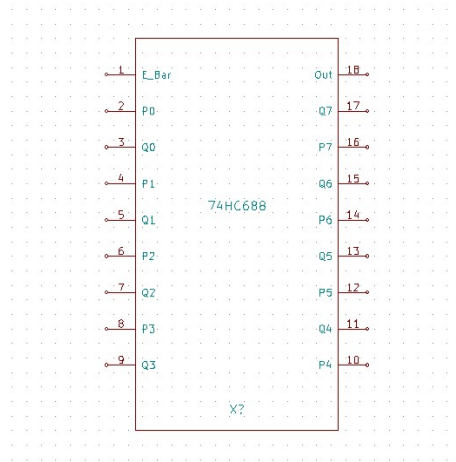 1 E_Bar Out 18
2 P0 Q7 17
3 Q0 P7 16
4 P1 Q6 15
74HC688
5 Q1 P6 14
6 P2 Q5 13
7 Q2 P5 12
8 P3 Q4 11
9 Q3 P4 10
X?